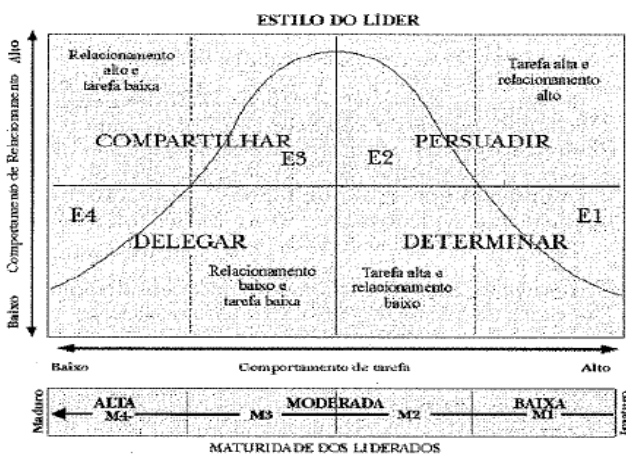 ESTILO DO LÍDER
Alto
Comportamento de Relacionamento
Baixo
Relacionamento
alto e
tarefa baixa
Tarefa alta e
relacionamento
alto
COMPARTILHAR
PERSUADIR
E3
E2
E4
E1
DELEGAR
DETERMINAR
Relacionamento
baixo e
tarefa baixa
Tarefa alta e
relacionamento
baixo
Baixo
Comportamento de tarefa
Alto
Maduro
ALTA
MODERADA
BAIXA
M4
M3
M2
M1
Imaturo
MATURIDADE DOS LIDERADOS